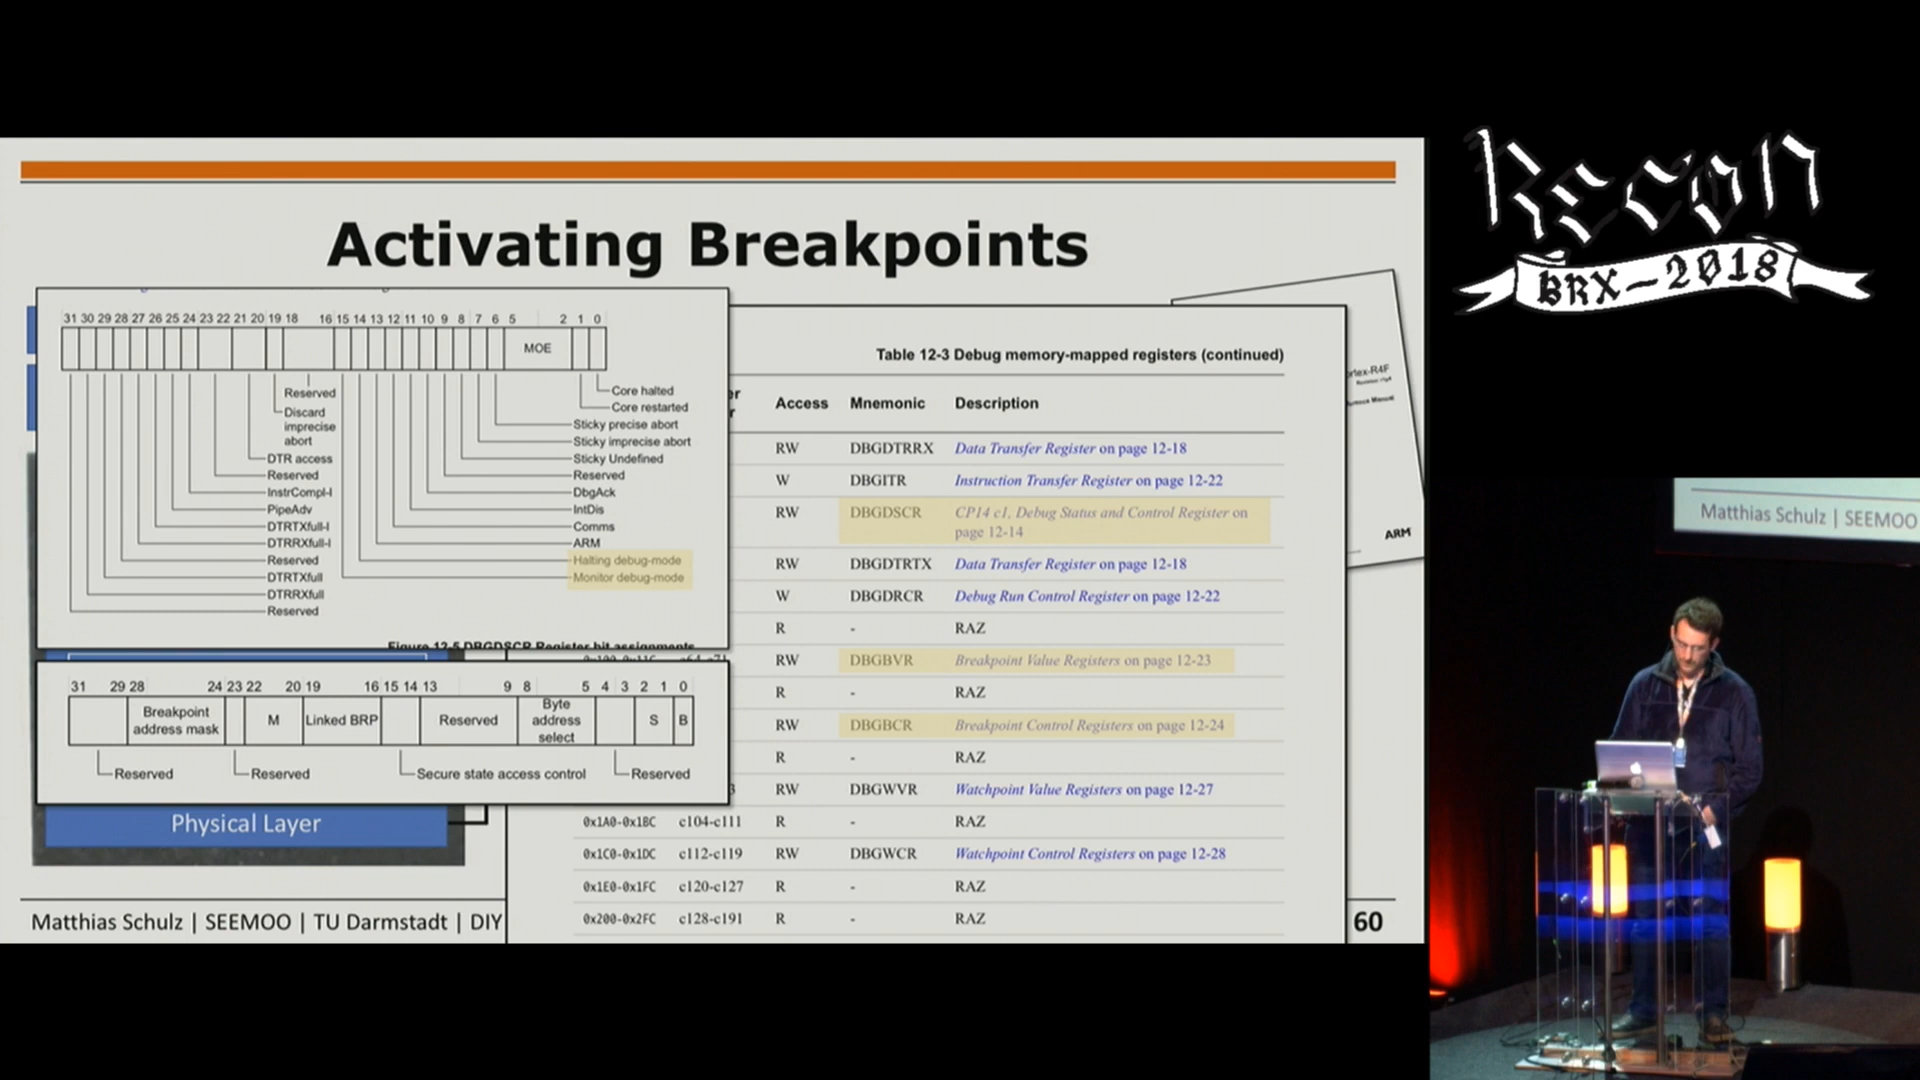 Activating Breakpoints
31 30 29 28 27 26 25 24 23 22 21 20 19 18 16 15 14 13 12 11 10 9 8 7 6 5 2 1 0
MOE
Reserved
Discard
imprecise
abort
DTR access
Reserved
InstrCompl-l
PipeAdv
DTRTXfull-l
DTRRXfull-l
Reserved
DTRTXfull
DTRRXfull
Reserved
Core halted
Core restarted
Sticky precise abort
Sticky imprecise abort
Sticky Undefined
Reserved
DbgAck
IntDis
Comms
ARM
Halting debug-mode
Monitor debug-mode
Figure 12-5 DBGDSCR Register bit assignments
31 29 28 24 23 22 20 19 16 15 14 13 9 8 5 4 3 2 1 0
Breakpoint
address mask
M
Linked BRP
Reserved
Byte
address
select
S
B
Reserved
Reserved
Secure state access control
Reserved
Physical Layer
Table 12-3 Debug memory-mapped registers (continued)
Access Mnemonic Description
RW DBGDTRRX Data Transfer Register on page 12-18
W DBGITR Instruction Transfer Register on page 12-22
RW DBGDSCR CP14 c1, Debug Status and Control Register on
page 12-14
RW DBGDTRTX Data Transfer Register on page 12-18
W DBGDRCR Debug Run Control Register on page 12-22
R - RAZ
RW DBGBVR Breakpoint Value Registers on page 12-23
R - RAZ
RW DBGBCR Breakpoint Control Registers on page 12-24
R - RAZ
RW DBGWVR Watchpoint Value Registers on page 12-27
0x1A0-0x1BC c104-c111 R - RAZ
0x1C0-0x1DC c112-c119 RW DBGWCR Watchpoint Control Registers on page 12-28
0x1E0-0x1FC c120-c127 R - RAZ
0x200-0x2FC c128-c191 R - RAZ
ARM
Matthias Schulz | SEEMOO | TU Darmstadt | DIY
60
Recon
BRX-2018
Matthias Schulz | SEEMOO